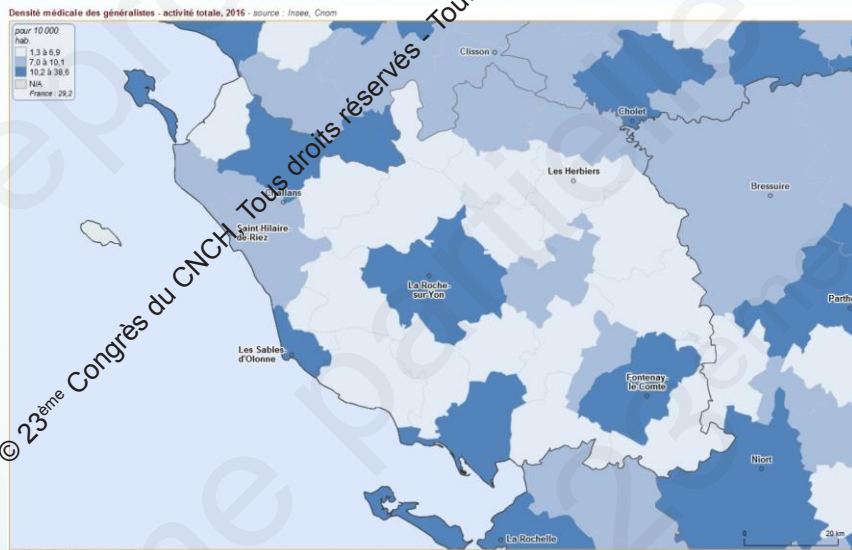 Densité médicale des généralistes - activité totale, 2016 - source : Insee, Cnom
pour 10 000
hab.
1,3 à 6,9
7,0 à 10,1
10,2 à 38,6
N/A
France : 29,2
Clisson
Cholet
Les Herbiers
Bressuire
Challans
Saint-Hilaire
de-Riez
La Roche-
sur-Yon
Parthe
Les Sables-
d'Olonne
Fontenay-
le-Comte
Niort
La Rochelle
0 20 km
© 23ème Congrès du CNCH, Tous droits réservés - Tou